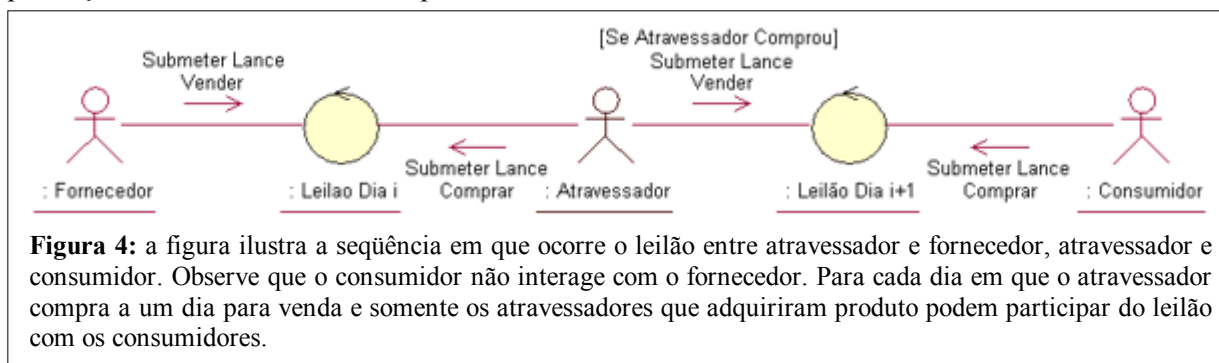 [Se Atravessador Comprou]
Submeter Lance
Vender
Submeter Lance
Vender
Submeter Lance
Comprar
Submeter Lance
Comprar
: Fornecedor
: Leilao Dia i
: Atravessador
: Leilão Dia i+1
: Consumidor
Figura 4: a figura ilustra a seqüência em que ocorre o leilão entre atravessador e fornecedor, atravessador e
consumidor. Observe que o consumidor não interage com o fornecedor. Para cada dia em que o atravessador
compra a um dia para venda e somente os atravessadores que adquiriram produto podem participar do leilão
com os consumidores.